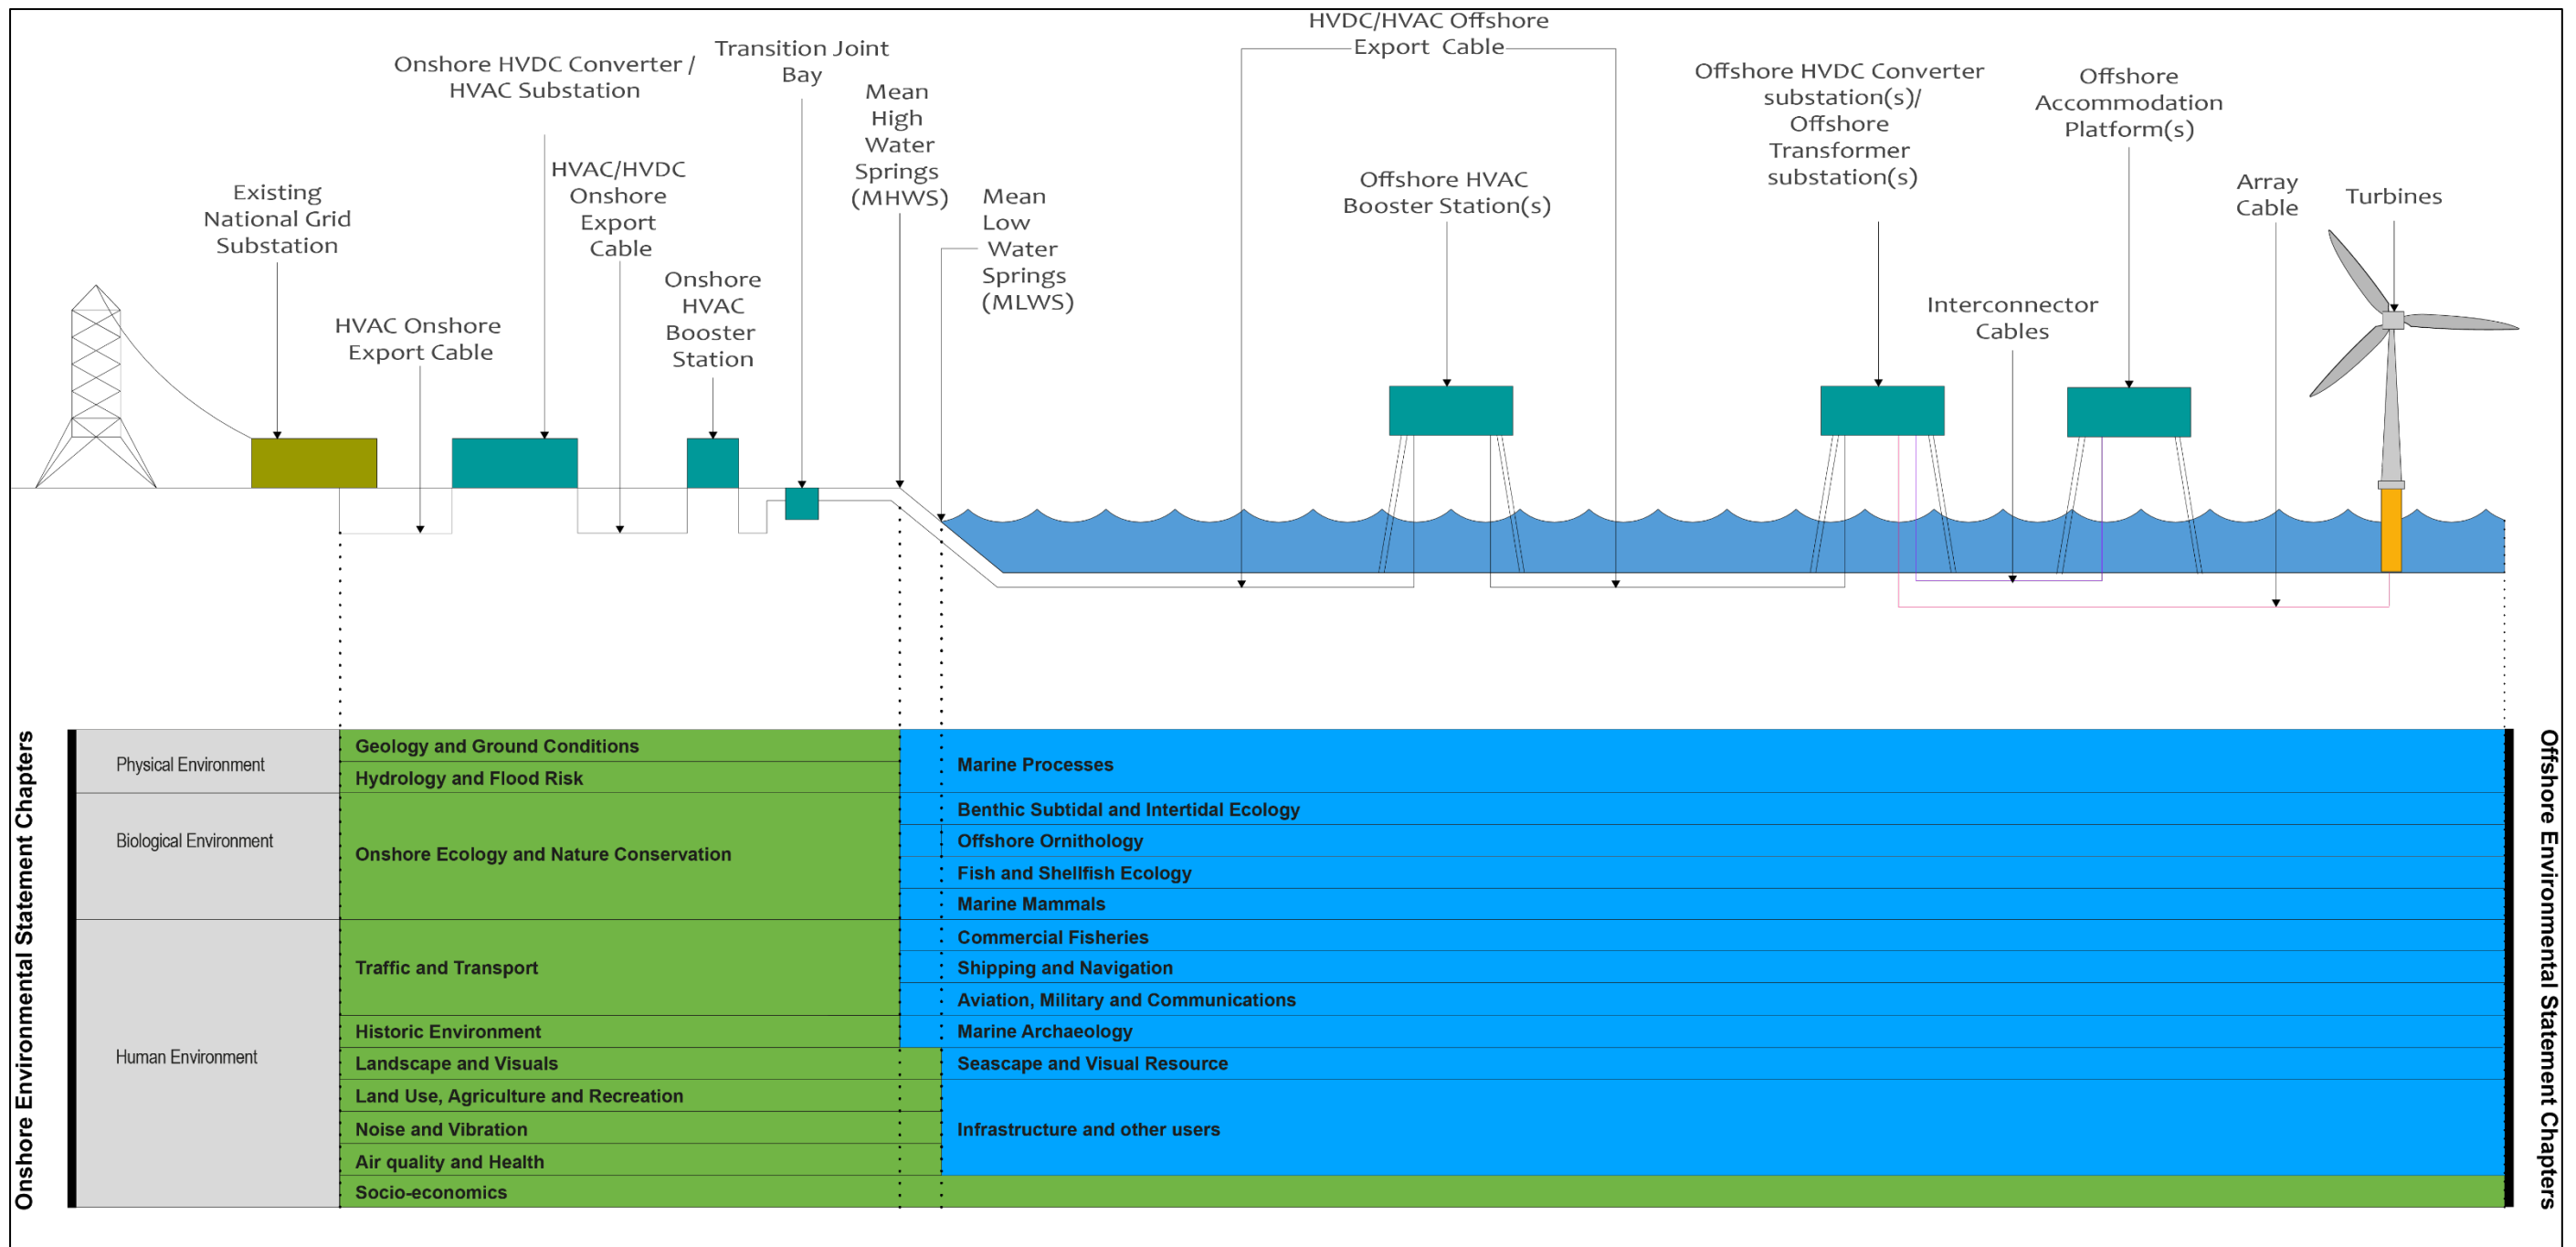 HVDC/HVAC Offshore
Export Cable
Transition Joint
Bay
Onshore HVDC Converter /
HVAC Substation
Mean
High
Water
Springs
(MHWS)
Offshore HVDC Converter
substation(s)/
Offshore
Transformer
substation(s)
Offshore
Accommodation
Platform(s)
HVAC/HVDC
Onshore
Export
Cable
Existing
National Grid
Substation
Mean
Low
Water
Springs
(MLWS)
Offshore HVAC
Booster Station(s)
Array
Cable
Turbines
Onshore
HVAC
Booster
Station
HVAC Onshore
Export Cable
Interconnector
Cables
Onshore Environmental Statement Chapters
Physical Environment
Biological Environment
Human Environment
Geology and Ground Conditions
Hydrology and Flood Risk
Onshore Ecology and Nature Conservation
Traffic and Transport
Historic Environment
Landscape and Visuals
Land Use, Agriculture and Recreation
Noise and Vibration
Air quality and Health
Socio-economics
Marine Processes
Benthic Subtidal and Intertidal Ecology
Offshore Ornithology
Fish and Shellfish Ecology
Marine Mammals
Commercial Fisheries
Shipping and Navigation
Aviation, Military and Communications
Marine Archaeology
Seascape and Visual Resource
Infrastructure and other users
Offshore Environmental Statement Chapters